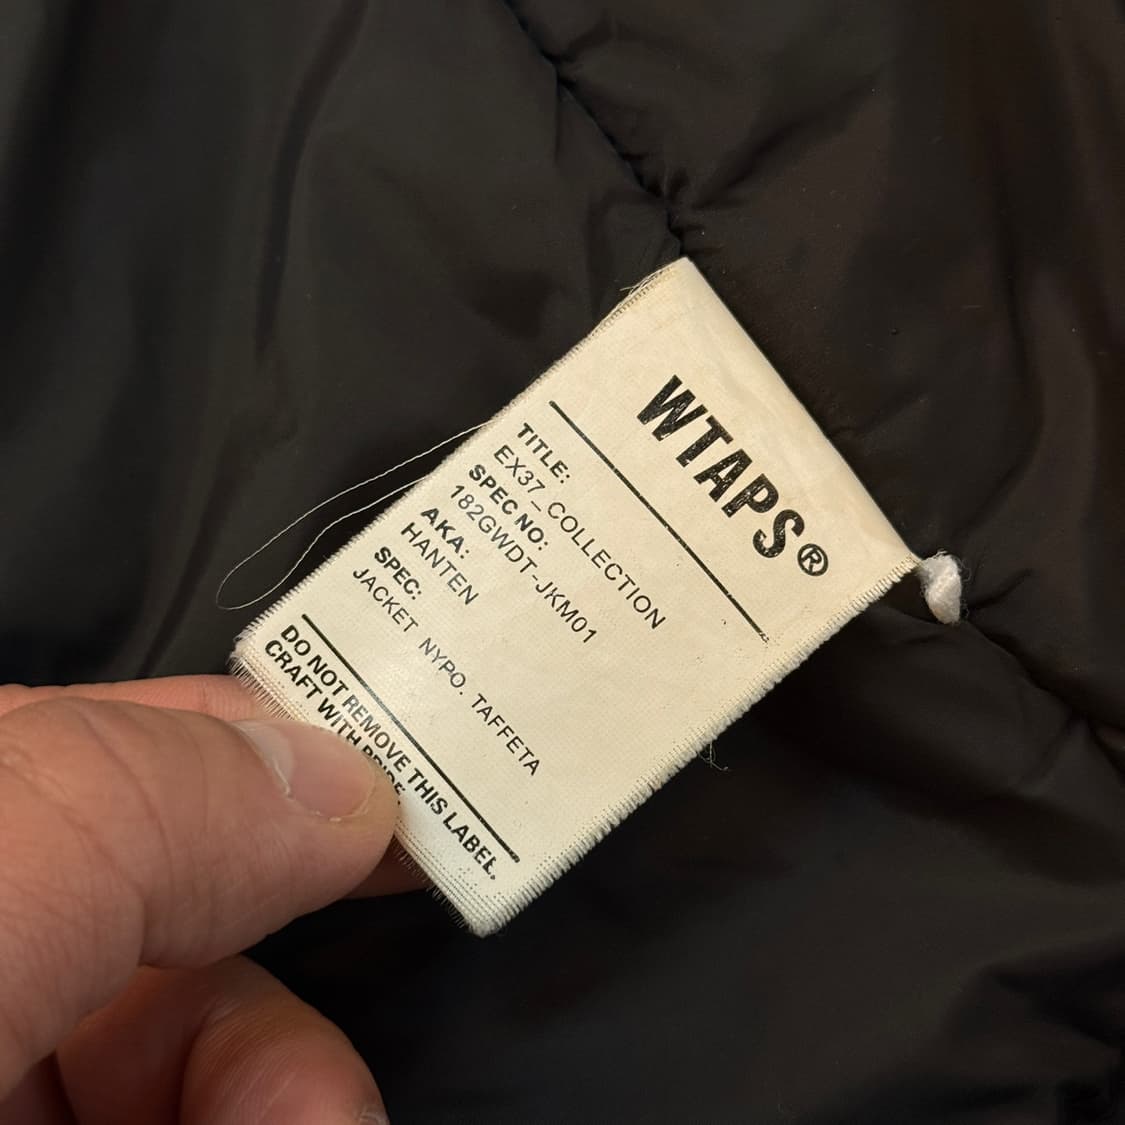 WTAPS®
TITLE:
EX37_COLLECTION
SPEC NO:
182GWDT-JKM01
AKA:
HANTEN
SPEC:
JACKET NYPO. TAFFETA
DO NOT REMOVE THIS LABEL.
CRAFT WITH PRIDE.